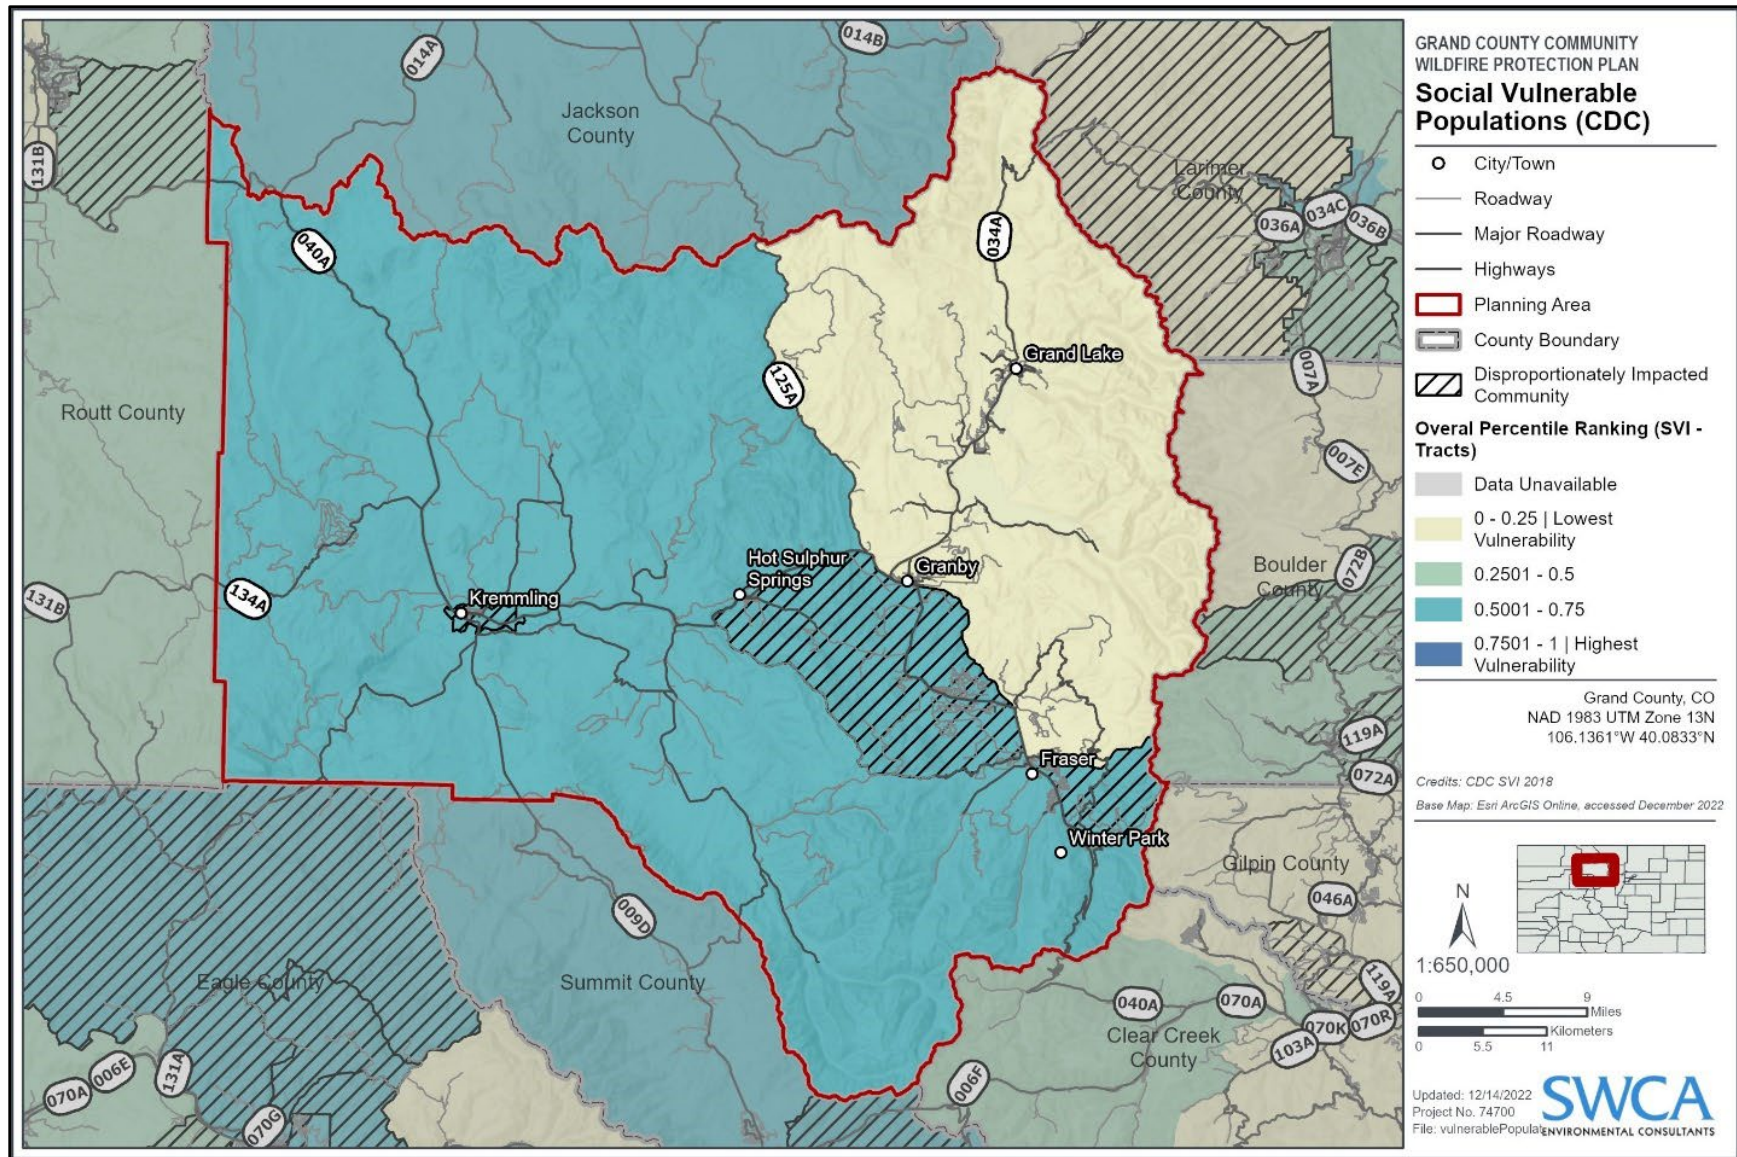 014A
014B
Jackson
County
131B
040A
034A
Larimer
County
036A
034C
036B
007A
Grand Lake
125A
Routt County
007E
Hot Sulphur
Springs
Granby
Boulder
County
072B
131B
134A
Kremmling
119A
072A
Fraser
Winter Park
Gilpin County
046A
009D
Eagle County
Summit County
119A
040A
070A
070K
070R
103A
Clear Creek
County
070A
006E
131A
006F
070G
GRAND COUNTY COMMUNITY
WILDFIRE PROTECTION PLAN
Social Vulnerable
Populations (CDC)
City/Town
Roadway
Major Roadway
Highways
Planning Area
County Boundary
Disproportionately Impacted
Community
Overal Percentile Ranking (SVI -
Tracts)
Data Unavailable
0 - 0.25 | Lowest
Vulnerability
0.2501 - 0.5
0.5001 - 0.75
0.7501 - 1 | Highest
Vulnerability
Grand County, CO
NAD 1983 UTM Zone 13N
106.1361°W 40.0833°N
Credits: CDC SVI 2018
Base Map: Esri ArcGIS Online, accessed December 2022
N
1:650,000
0 4.5 9
Miles
Kilometers
0 5.5 11
Updated: 12/14/2022
Project No. 74700
File: vulnerablePopulat
SWCA
ENVIRONMENTAL CONSULTANTS